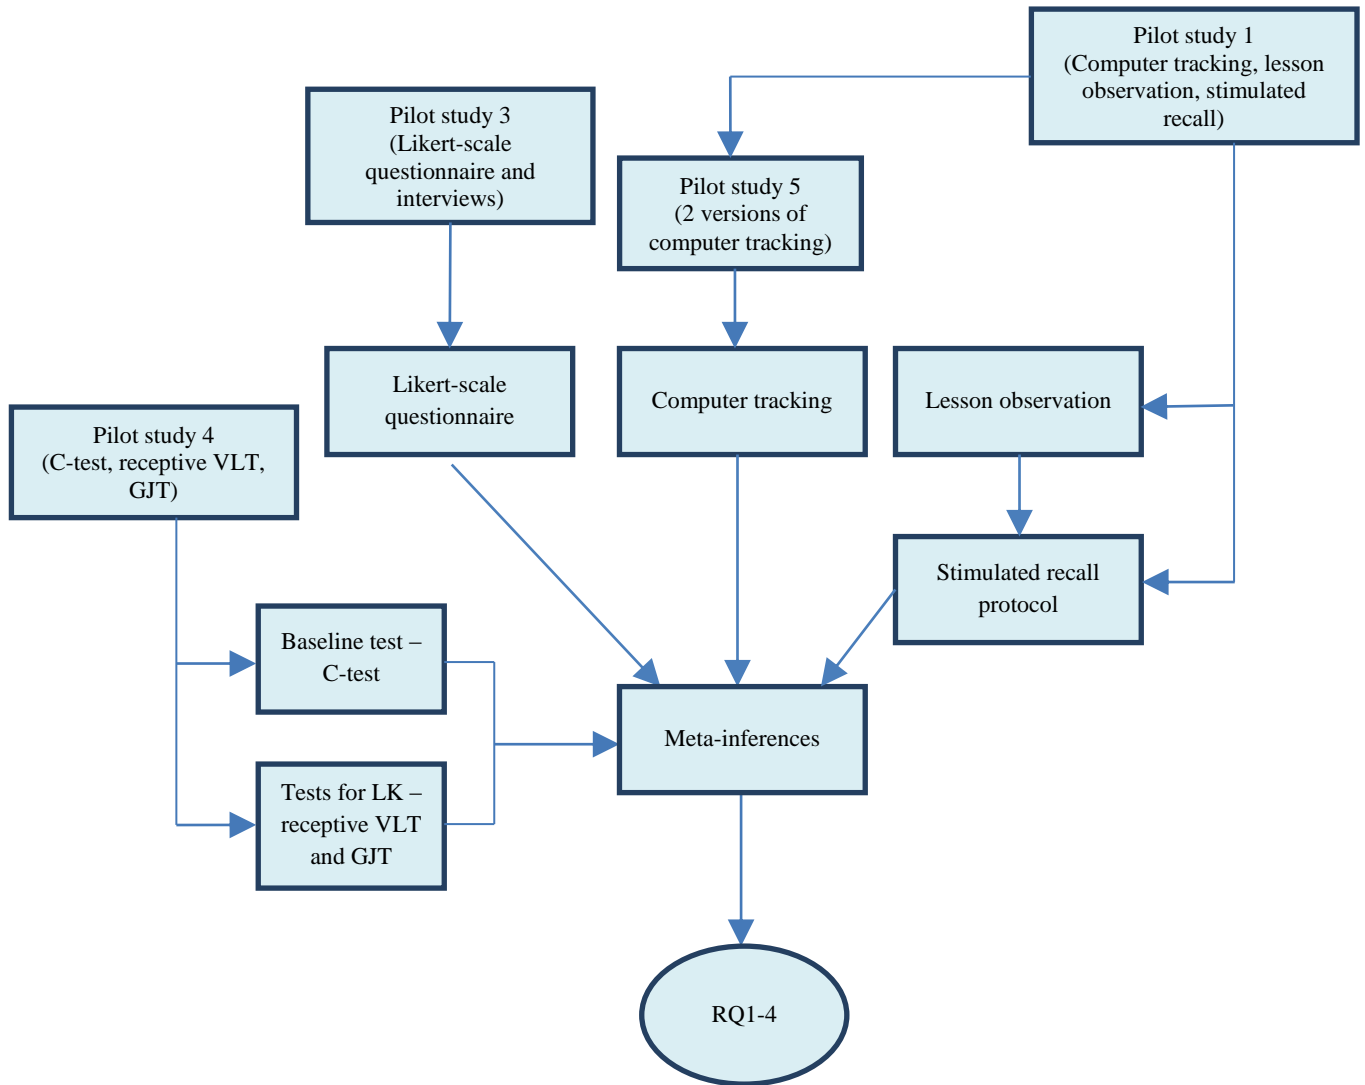 Pilot study 1
(Computer tracking, lesson
observation, stimulated
recall)
Pilot study 3
(Likert-scale
questionnaire and
interviews)
Pilot study 5
(2 versions of
computer tracking)
Likert-scale
questionnaire
Computer tracking
Lesson observation
Pilot study 4
(C-test, receptive VLT,
GJT)
Stimulated recall
protocol
Baseline test –
C-test
Meta-inferences
Tests for LK –
receptive VLT
and GJT
RQ1-4